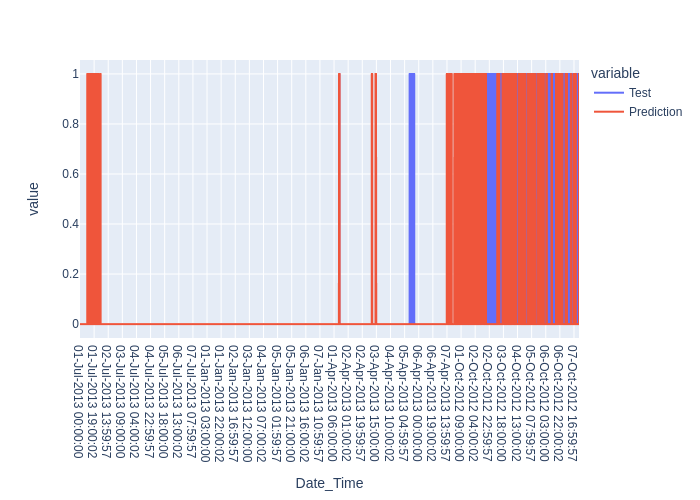 variable
Test
Prediction
value
1
0.8
0.6
0.4
0.2
0
01-Jul-2013 00:00:00
01-Jul-2013 19:00:02
02-Jul-2013 13:59:57
03-Jul-2013 09:00:00
04-Jul-2013 04:00:02
04-Jul-2013 22:59:57
05-Jul-2013 18:00:00
06-Jul-2013 13:00:02
07-Jul-2013 07:59:57
01-Jan-2013 03:00:00
01-Jan-2013 22:00:02
02-Jan-2013 16:59:57
03-Jan-2013 12:00:00
04-Jan-2013 07:00:02
05-Jan-2013 01:59:57
05-Jan-2013 21:00:00
06-Jan-2013 16:00:02
07-Jan-2013 10:59:57
01-Apr-2013 06:00:00
02-Apr-2013 01:00:02
02-Apr-2013 19:59:57
03-Apr-2013 15:00:00
04-Apr-2013 10:00:02
05-Apr-2013 04:59:57
06-Apr-2013 00:00:00
06-Apr-2013 19:00:02
07-Apr-2013 13:59:57
01-Oct-2012 09:00:00
02-Oct-2012 04:00:02
02-Oct-2012 22:59:57
03-Oct-2012 18:00:00
04-Oct-2012 13:00:02
05-Oct-2012 07:59:57
06-Oct-2012 03:00:00
06-Oct-2012 22:00:02
07-Oct-2012 16:59:57
Date_Time